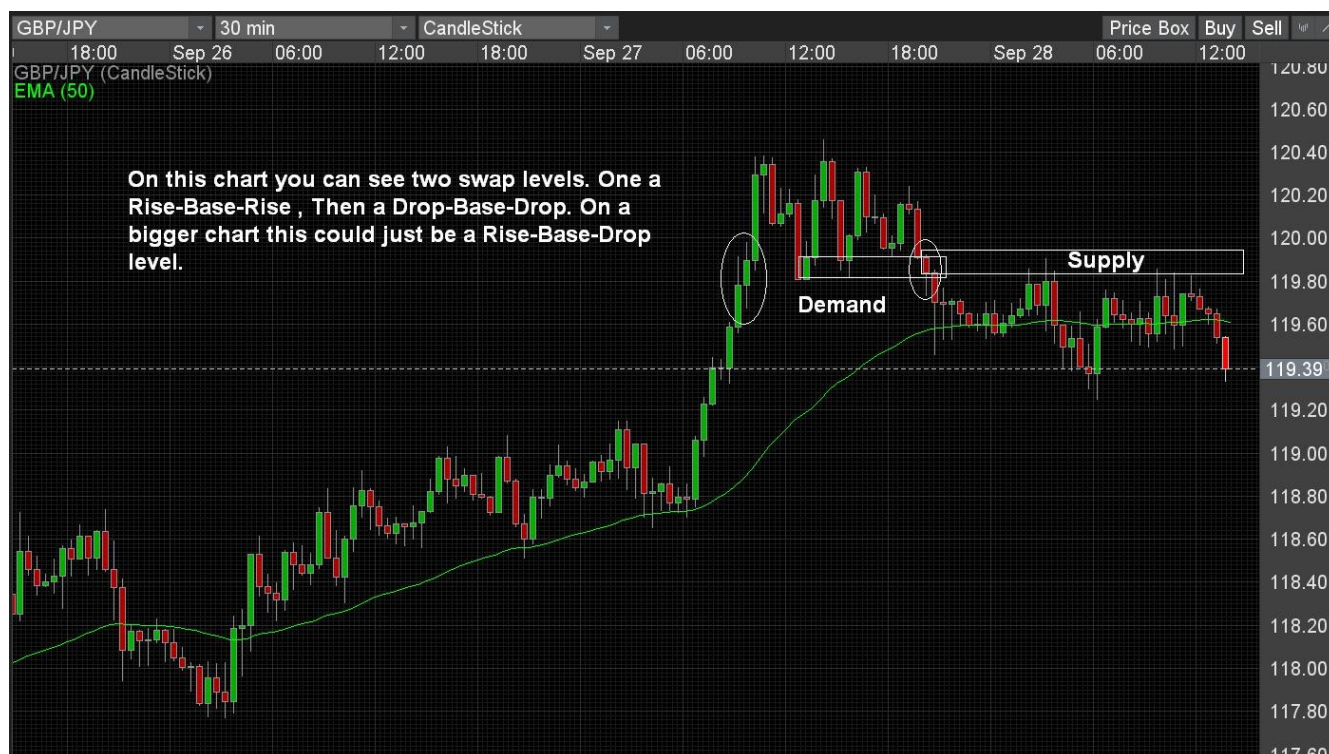 GBP/JPY 30 min CandleStick Price Box Buy Sell
18:00 Sep 26 06:00 12:00 18:00 Sep 27 06:00 12:00 18:00 Sep 28 06:00 12:00
GBP/JPY (CandleStick)
EMA (50)
120.80
120.60
On this chart you can see two swap levels. One a
Rise-Base-Rise , Then a Drop-Base-Drop. On a
bigger chart this could just be a Rise-Base-Drop
level.
120.40
120.20
120.00
Supply
119.80
Demand
119.60
119.39
119.20
119.00
118.80
118.60
118.40
118.20
118.00
117.80
117.60